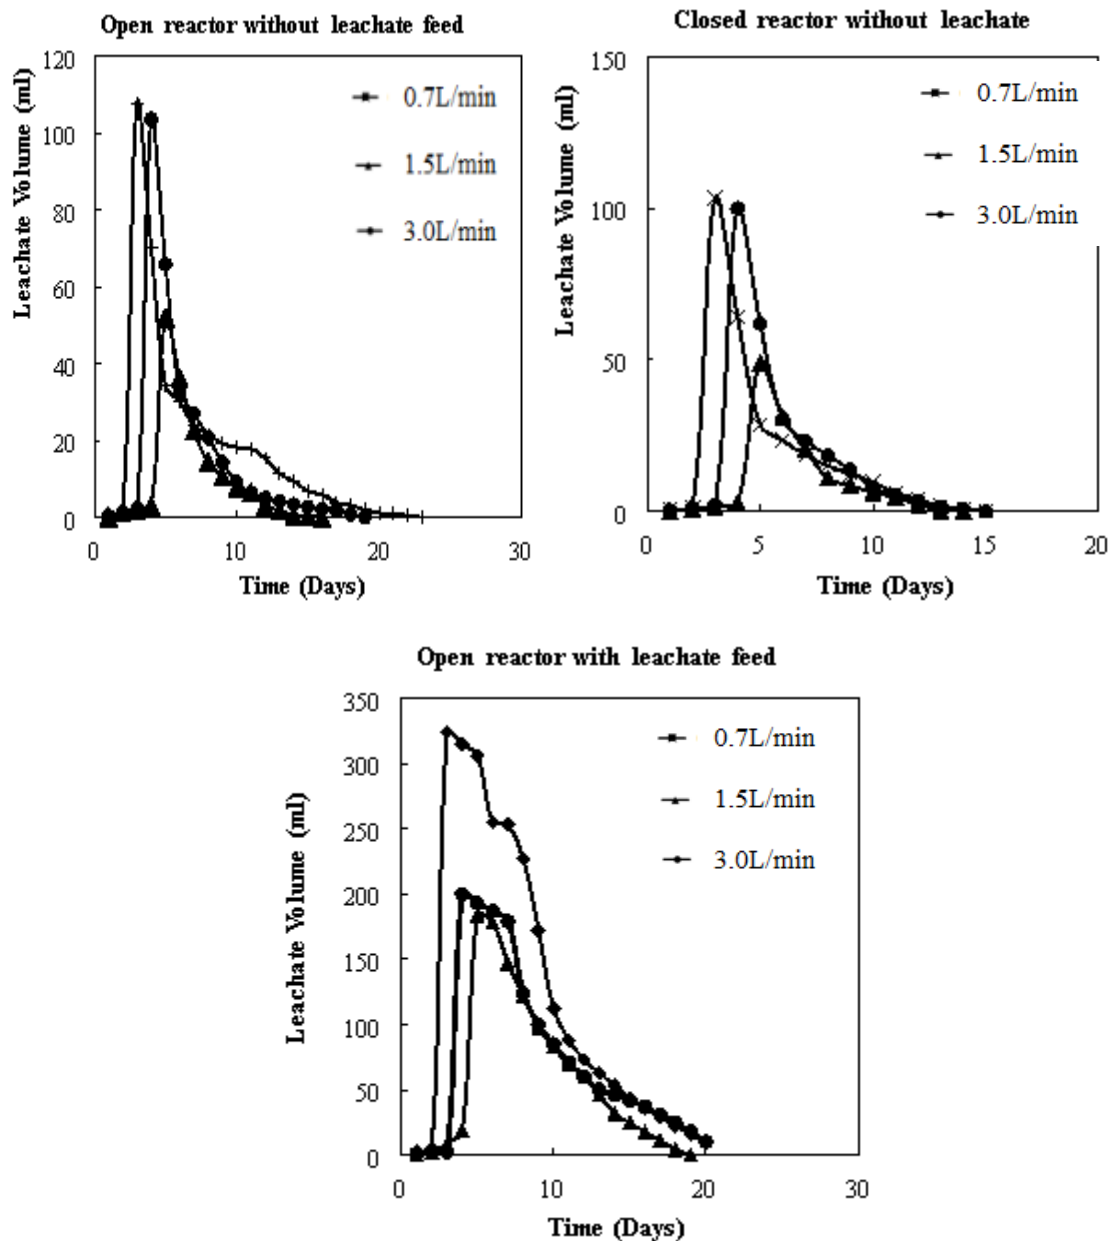 Open reactor without leachate feed
Leachate Volume (ml)
120
100
80
60
40
20
0
0.7L/min
1.5L/min
3.0L/min
0
10
20
30
Time (Days)
Closed reactor without leachate
Leachate Volume (ml)
150
100
50
0
0.7L/min
1.5L/min
3.0L/min
0
5
10
15
20
Time (Days)
Open reactor with leachate feed
Leachate Volume (ml)
350
300
250
200
150
100
50
0
0.7L/min
1.5L/min
3.0L/min
0
10
20
30
Time (Days)